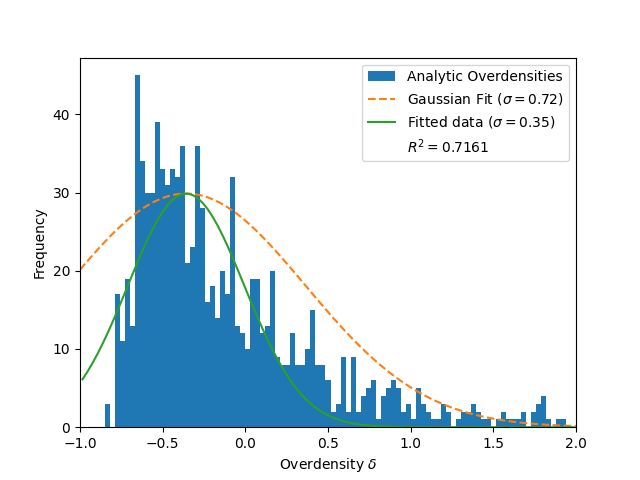 Analytic Overdensities
Gaussian Fit (σ = 0.72)
Fitted data (σ = 0.35)
R² = 0.7161
40
30
20
10
0
Frequency
−1.0 −0.5 0.0 0.5 1.0 1.5 2.0
Overdensity δ